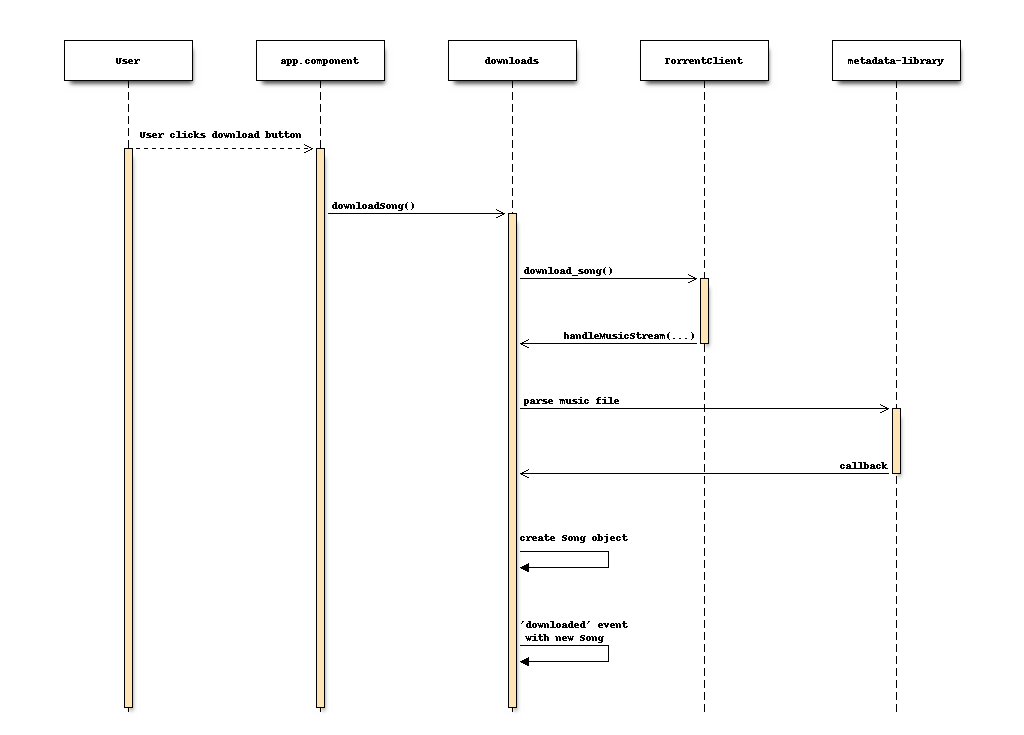 User
app.component
downloads
TorrentClient
metadata-library
User clicks download button
downloadSong()
download_song()
handleMusicStream(...)
parse music file
callback
create Song object
'downloaded' event
with new Song